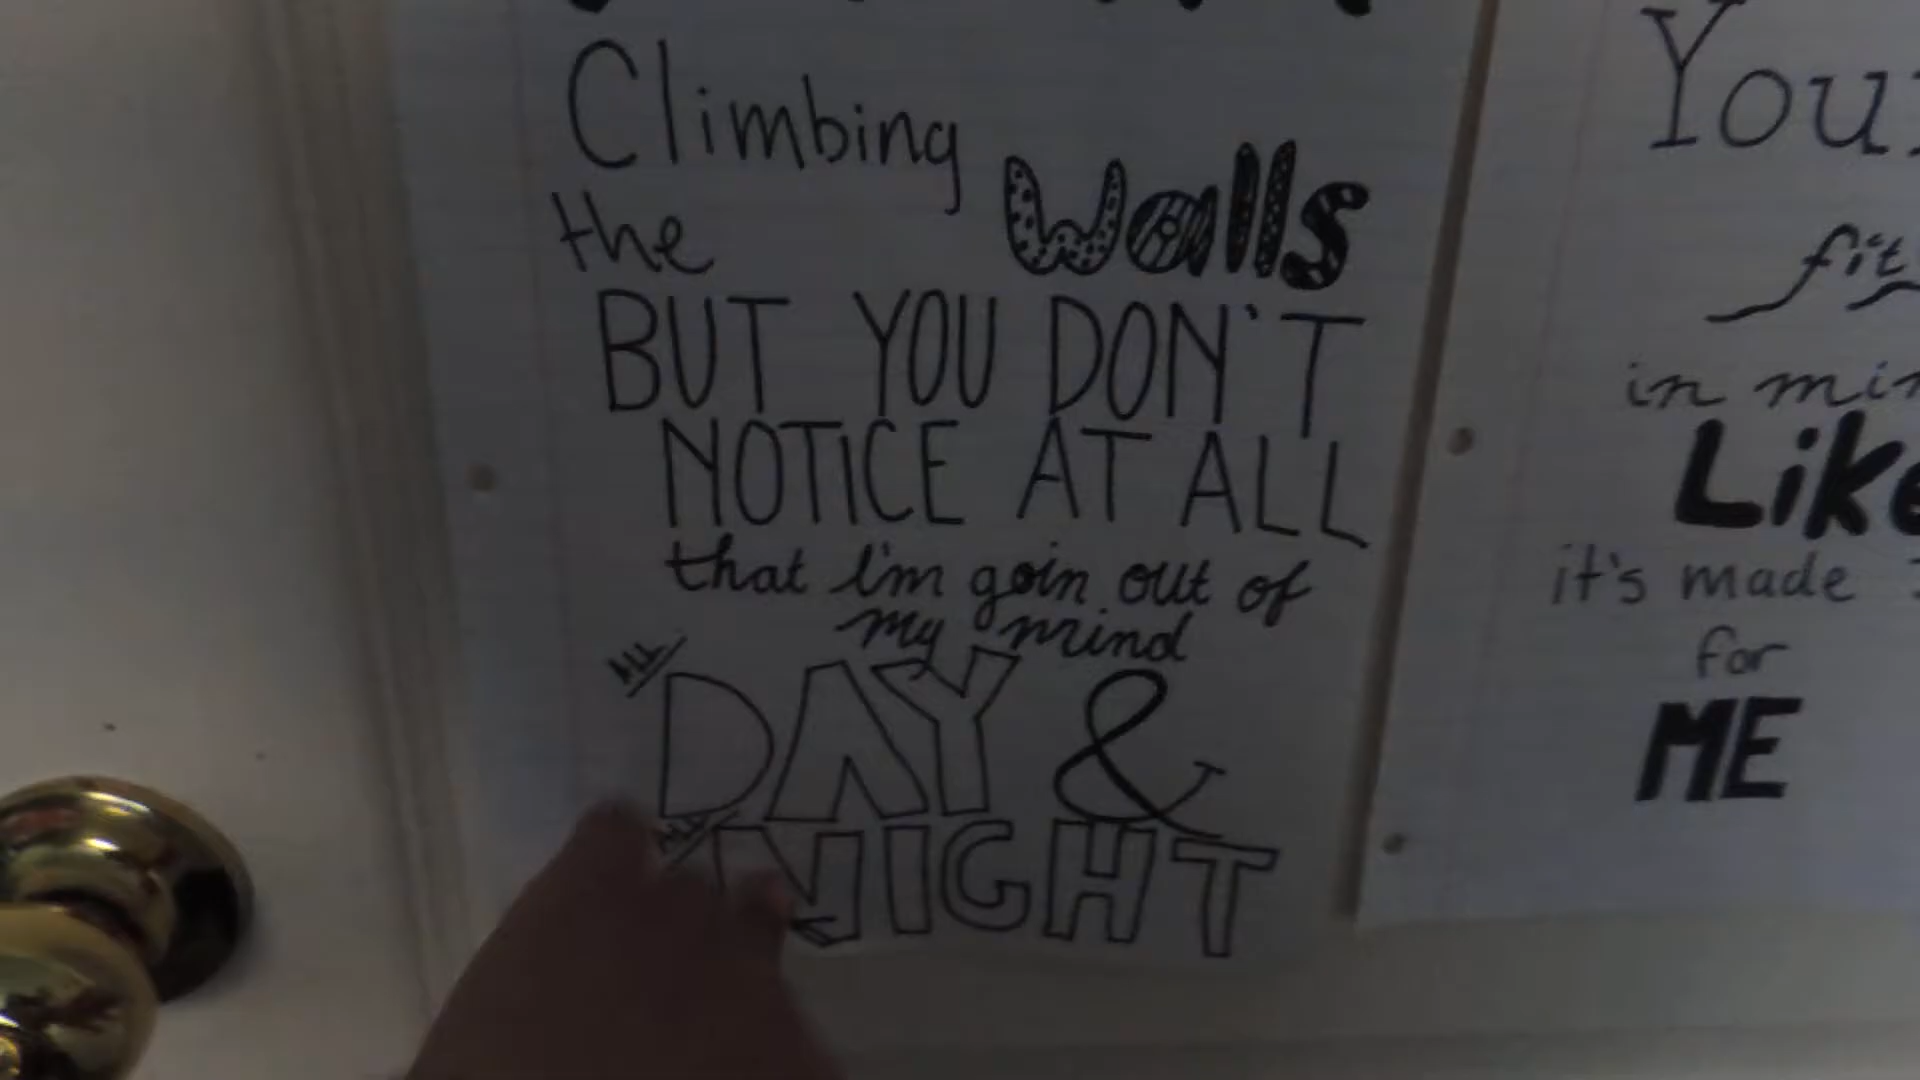 Climbing
the Walls
BUT YOU DON'T
NOTICE AT ALL
that I'm goin out of
my mind
ALL
DAY &
NIGHT
You
fit
in
Like
it's made
for
ME